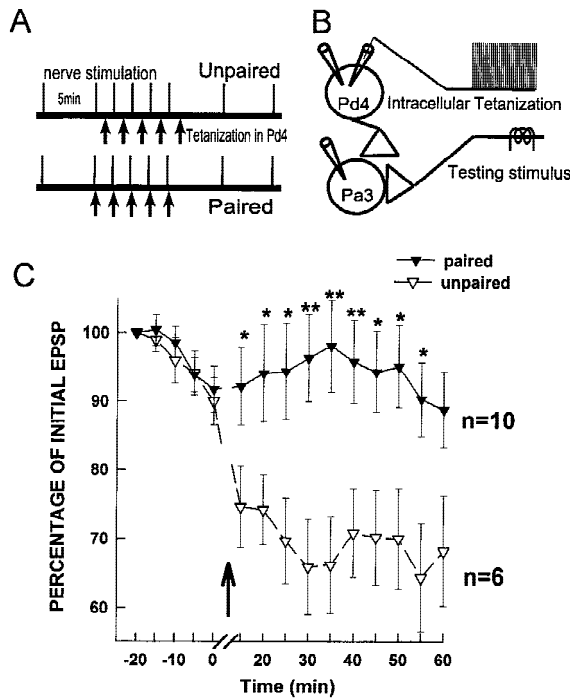 A
nerve stimulation
Unpaired
5min
Tetanization in Pd4
Paired
B
Pd4
Intracellular Tetanization
Pa3
Testing stimulus
C
paired
unpaired
* * * ** ** ** * * *
PERCENTAGE OF INITIAL EPSP
100
90
80
70
60
n=10
n=6
-20 -10 0 20 30 40 50 60
Time (min)